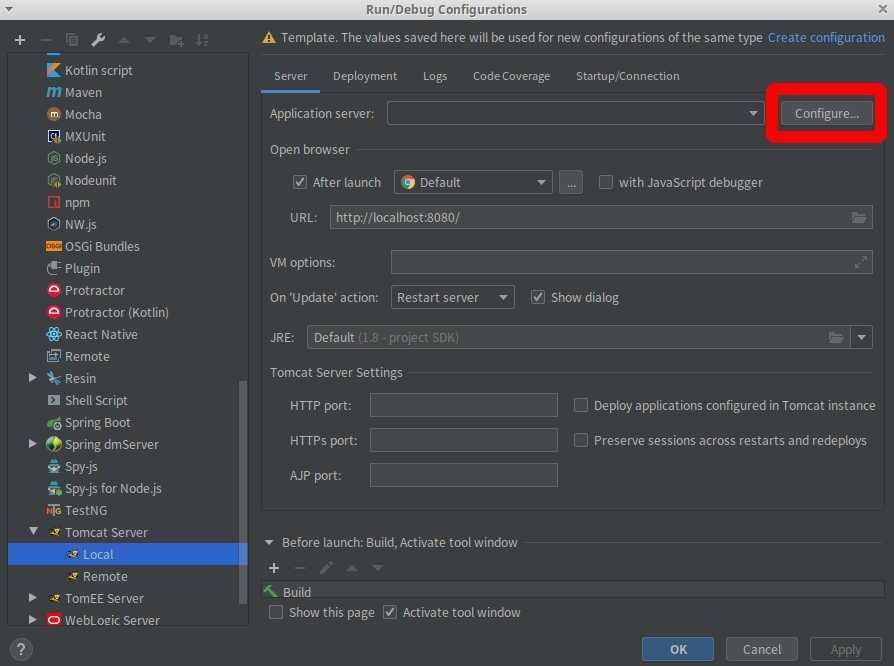 Run/Debug Configurations
Kotlin script
Maven
Mocha
MXUnit
Node.js
Nodeunit
npm
NW.js
OSGi Bundles
Plugin
Protractor
Protractor (Kotlin)
React Native
Remote
Resin
Shell Script
Spring Boot
Spring dmServer
Spy-js
Spy-js for Node.js
TestNG
Tomcat Server
Local
Remote
TomEE Server
WebLogic Server
Template. The values saved here will be used for new configurations of the same type Create configuration
Server Deployment Logs Code Coverage Startup/Connection
Application server: Configure...
Open browser
After launch Default ... with JavaScript debugger
URL: http://localhost:8080/
VM options:
On 'Update' action: Restart server Show dialog
JRE: Default (1.8 - project SDK)
Tomcat Server Settings
HTTP port: Deploy applications configured in Tomcat instance
HTTPs port: Preserve sessions across restarts and redeploys
AJP port:
Before launch: Build, Activate tool window
Build
Show this page Activate tool window
? OK Cancel Apply